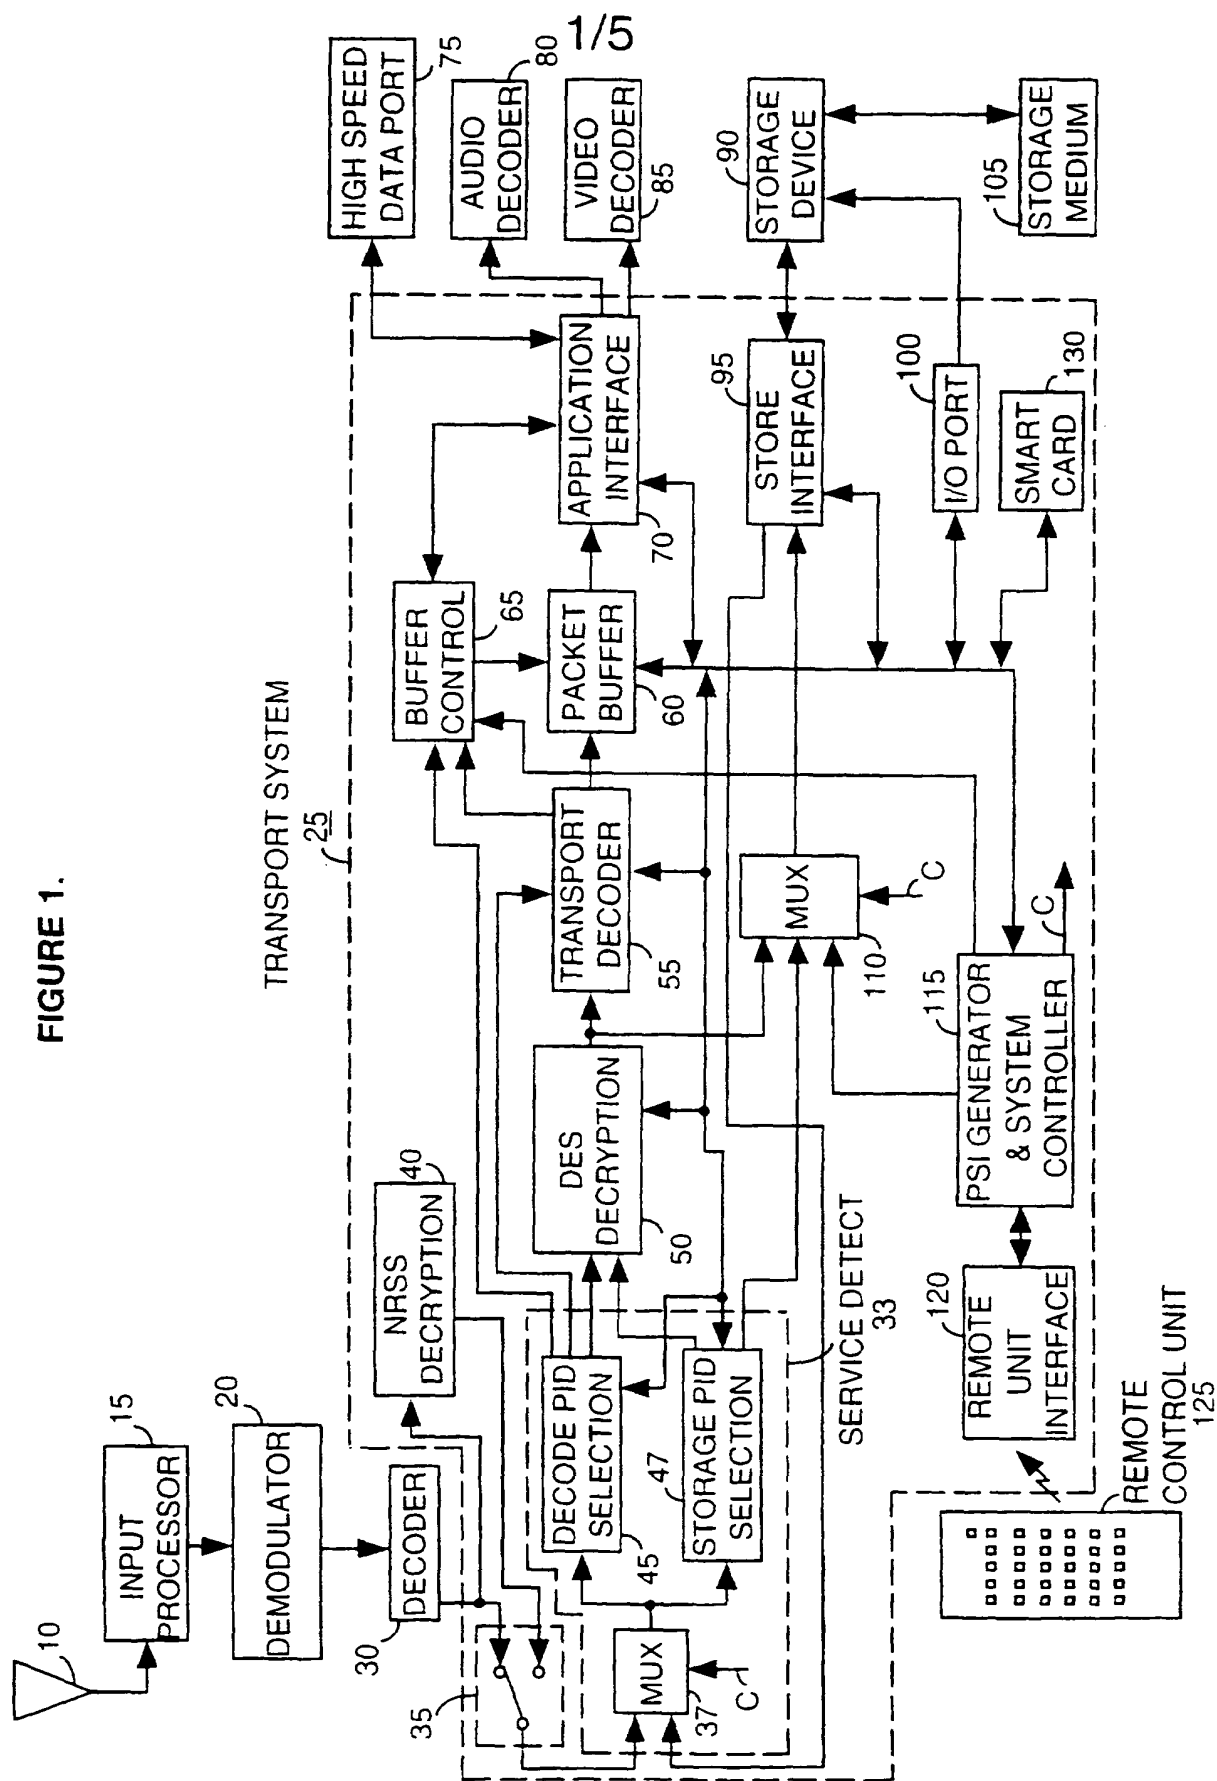 1/5
FIGURE 1.
TRANSPORT SYSTEM
25
10
INPUT
PROCESSOR
15
DEMODULATOR
20
DECODER
30
35
NRSS
DECRYPTION
40
MUX
37
C
DECODE PID
SELECTION
45
STORAGE PID
SELECTION
47
SERVICE DETECT
33
DES
DECRYPTION
50
TRANSPORT
DECODER
55
PACKET
BUFFER
60
BUFFER
CONTROL
65
APPLICATION
INTERFACE
70
HIGH SPEED
DATA PORT
75
AUDIO
DECODER
80
VIDEO
DECODER
85
STORAGE
DEVICE
90
STORE
INTERFACE
95
I/O PORT
100
STORAGE
MEDIUM
105
MUX
110
C
SMART
CARD
130
PSI GENERATOR
& SYSTEM
CONTROLLER
115
C
REMOTE
UNIT
INTERFACE
120
REMOTE
CONTROL UNIT
125